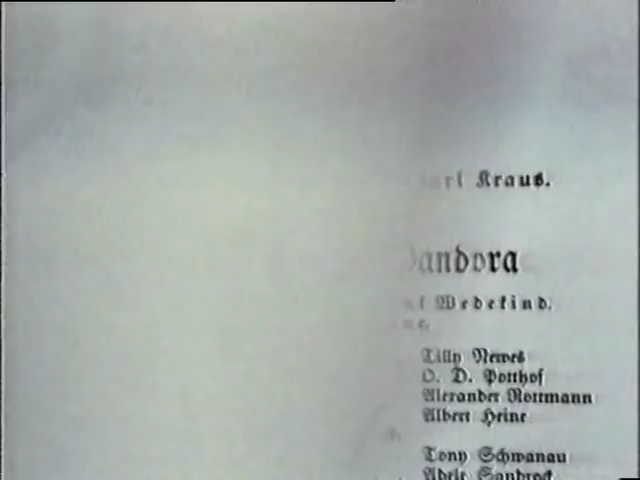 Kraus.
andora
Wedekind.
Tilly Newes
O. D. Potthof
Alexander Rottmann
Albert Heine
Tony Schwanau
Adele Sandrock